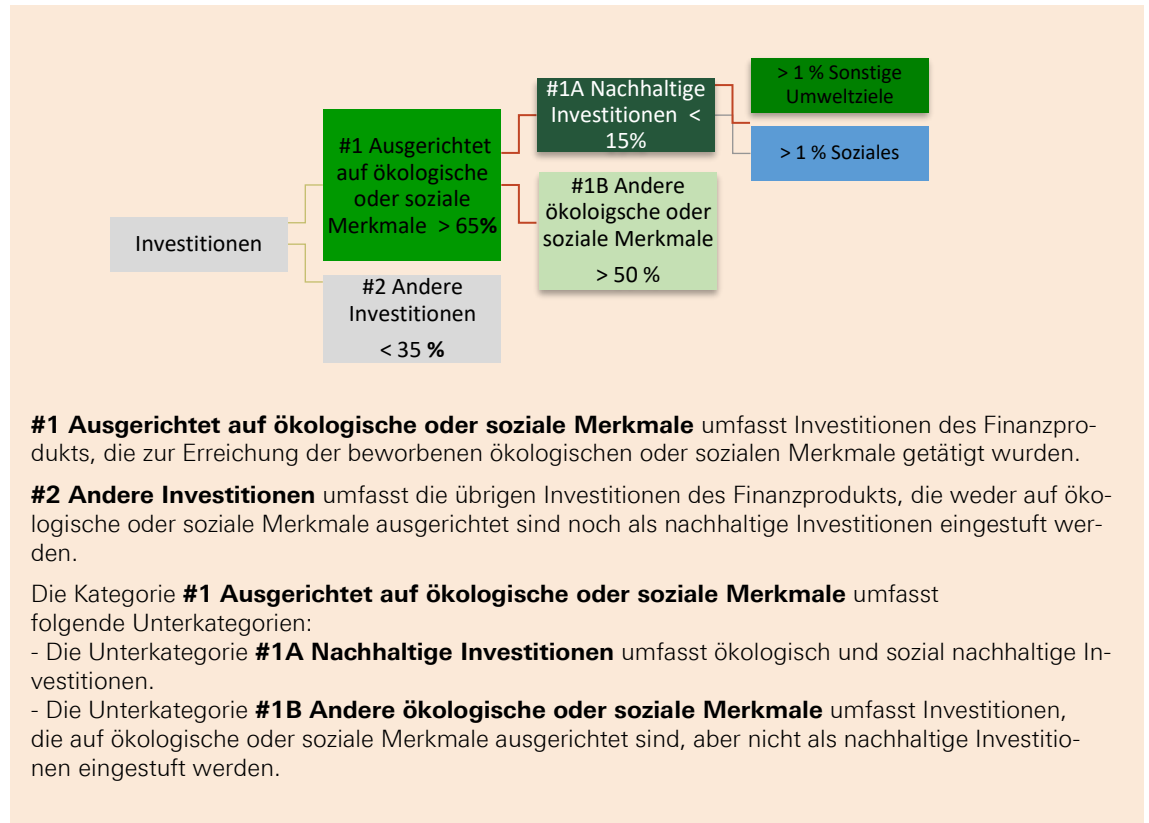 > 1 % Sonstige
Umweltziele
#1A Nachhaltige
Investitionen <
15%
> 1 % Soziales
#1 Ausgerichtet
auf ökologische
oder soziale
Merkmale > 65%
#1B Andere
ökoloigsche oder
soziale Merkmale
> 50 %
Investitionen
#2 Andere
Investitionen
< 35 %
#1 Ausgerichtet auf ökologische oder soziale Merkmale umfasst Investitionen des Finanzpro-
dukts, die zur Erreichung der beworbenen ökologischen oder sozialen Merkmale getätigt wurden.
#2 Andere Investitionen umfasst die übrigen Investitionen des Finanzprodukts, die weder auf öko-
logische oder soziale Merkmale ausgerichtet sind noch als nachhaltige Investitionen eingestuft wer-
den.
Die Kategorie #1 Ausgerichtet auf ökologische oder soziale Merkmale umfasst
folgende Unterkategorien:
- Die Unterkategorie #1A Nachhaltige Investitionen umfasst ökologisch und sozial nachhaltige In-
vestitionen.
- Die Unterkategorie #1B Andere ökologische oder soziale Merkmale umfasst Investitionen,
die auf ökologische oder soziale Merkmale ausgerichtet sind, aber nicht als nachhaltige Investitio-
nen eingestuft werden.